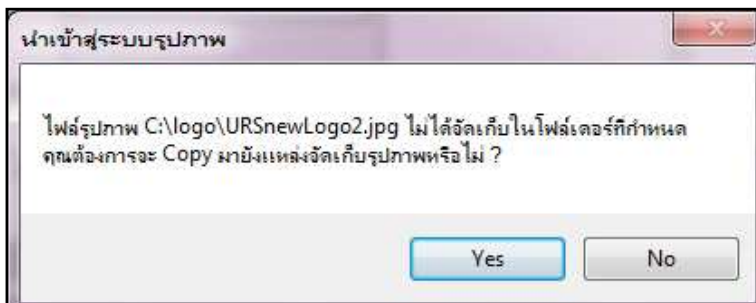 นำเข้าสู่ระบบรูปภาพ
ไฟล์รูปภาพ C:\logo\URSnewLogo2.jpg ไม่ได้จัดเก็บในโฟล์เดอร์ที่กำหนด
คุณต้องการจะ Copy มายังแหล่งจัดเก็บรูปภาพหรือไม่ ?
Yes
No